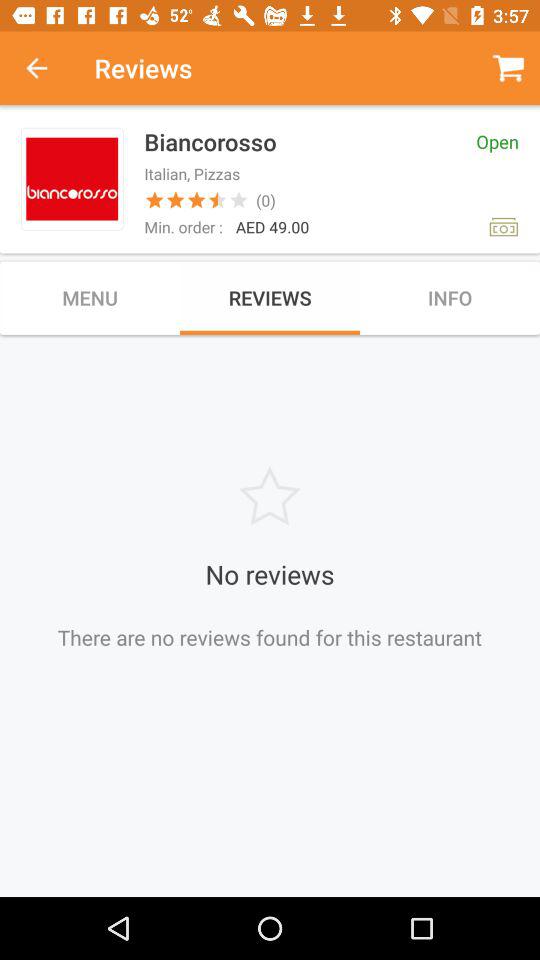 52°
3:57
Reviews
biancorosso
Biancorosso
Open
Italian, Pizzas
(0)
Min. order : AED 49.00
MENU
REVIEWS
INFO
No reviews
There are no reviews found for this restaurant